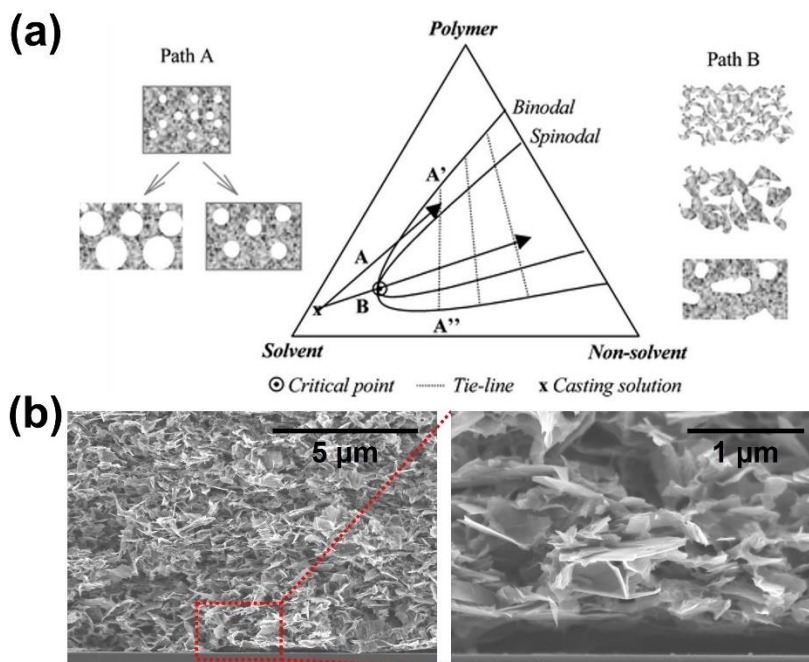 (a)
Path A
Polymer
Path B
Binodal
Spinodal
A'
A
B
x
A''
Solvent
Non-solvent
Critical point
Tie-line
x Casting solution
(b)
5 μm
1 μm